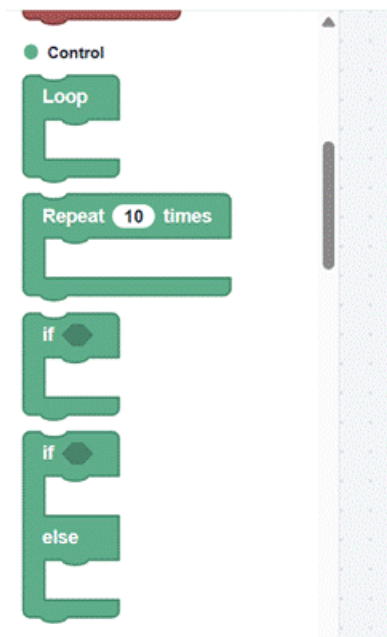 Control
Loop
Repeat 10 times
if
if
else